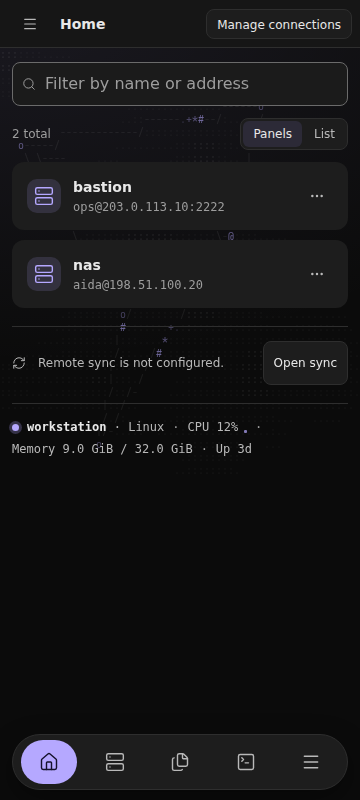 Home
Manage connections
Filter by name or address
2 total
Panels
List
bastion
ops@203.0.113.10:2222
nas
aida@198.51.100.20
Remote sync is not configured.
Open sync
workstation · Linux · CPU 12% ·
Memory 9.0 GiB / 32.0 GiB · Up 3d